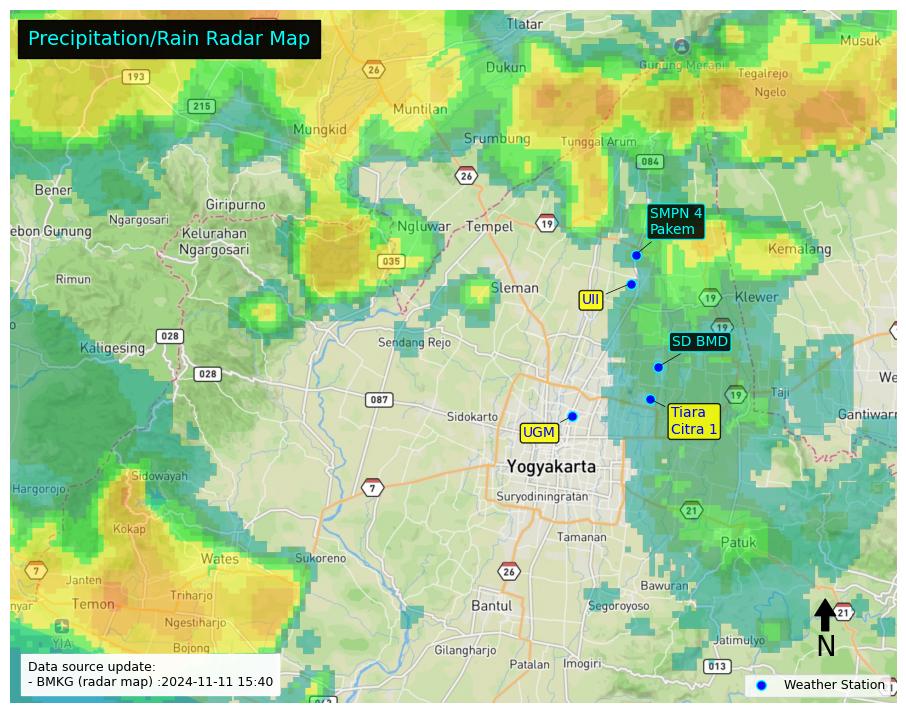 Precipitation/Rain Radar Map
Tlatar
Musuk
193
26
Dukun
Gunung Merapi
Tegalrejo
Ngelo
215
Muntilan
Mungkid
Srumbung
Tunggal Arum
084
26
Bener
Giripurno
SMPN 4
Pakem
Ngargosari
ebon Gunung
Kelurahan
Ngargosari
Ngluwar
Tempel
19
Kemalang
035
Rimun
Sleman
UII
19
Klewer
19
028
Kaligesing
Sendang Rejo
SD BMD
028
We
087
19
Taji
Sidokarto
Tiara
Citra 1
Gantiwarn
UGM
Yogyakarta
Hargorojo
Sidowayah
7
Suryodiningratan
21
Kokap
Tamanan
Patuk
Wates
Sukoreno
7
26
Janten
Bawuran
nyar
Temon
Triharjo
Bantul
Segoroyoso
21
Ngestiharjo
YIA
Bojong
Jatimulyo
N
Gilangharjo
Patalan
Imogiri
013
Data source update:
- BMKG (radar map) :2024-11-11 15:40
Weather Station